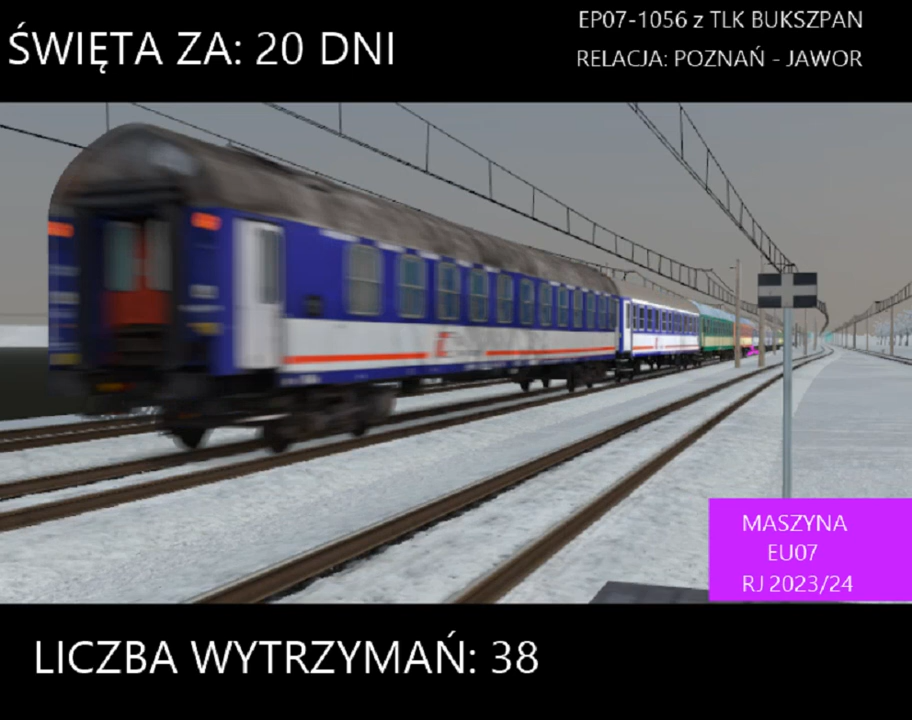 ŚWIĘTA ZA: 20 DNI
EP07-1056 z TLK BUKSZPAN
RELACJA: POZNAŃ - JAWOR
MASZYNA
EU07
RJ 2023/24
LICZBA WYTRZYMAŃ: 38